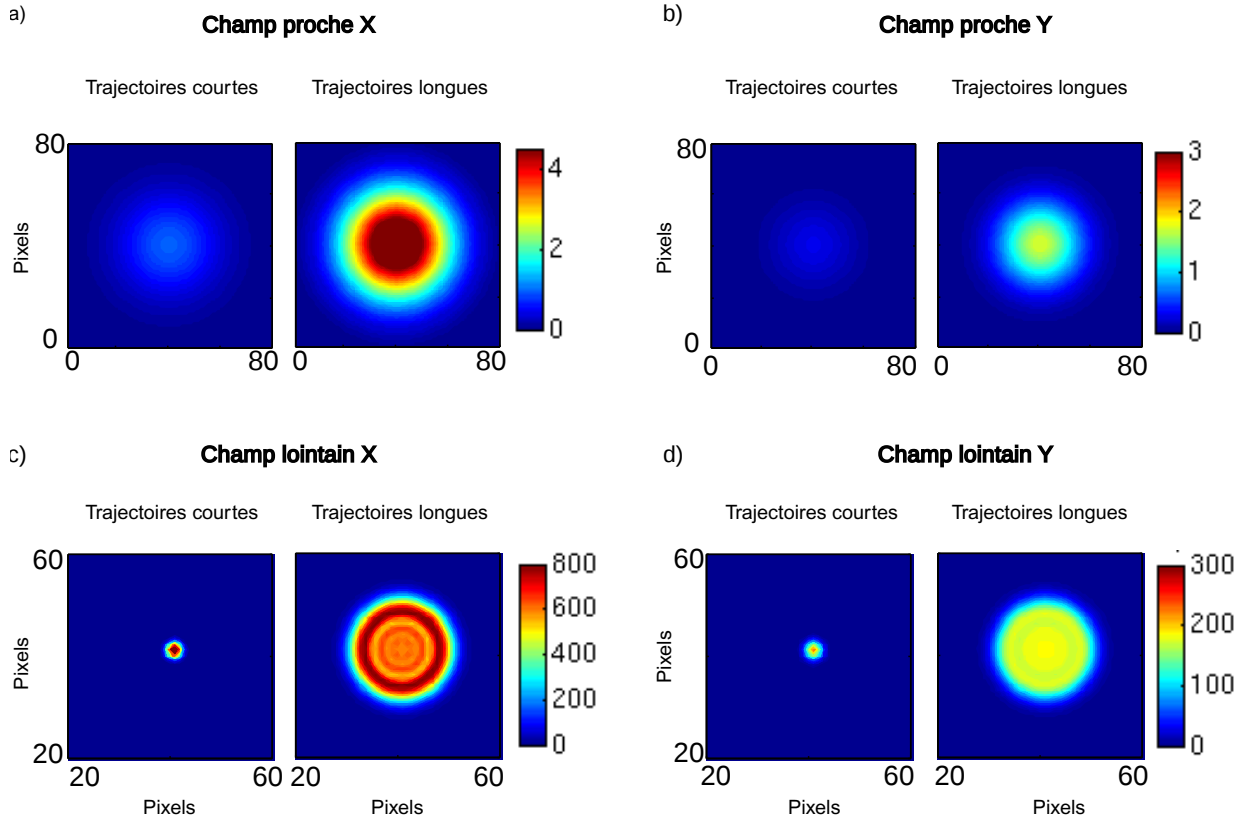 a)
Champ proche X
Trajectoires courtes
Trajectoires longues
80
Pixels
0
0
80
0
80
4
2
0
b)
Champ proche Y
Trajectoires courtes
Trajectoires longues
80
Pixels
0
0
80
0
80
3
2
1
0
c)
Champ lointain X
Trajectoires courtes
Trajectoires longues
60
Pixels
20
20
60
20
60
Pixels
Pixels
800
600
400
200
0
d)
Champ lointain Y
Trajectoires courtes
Trajectoires longues
60
Pixels
20
20
60
20
60
Pixels
Pixels
300
200
100
0